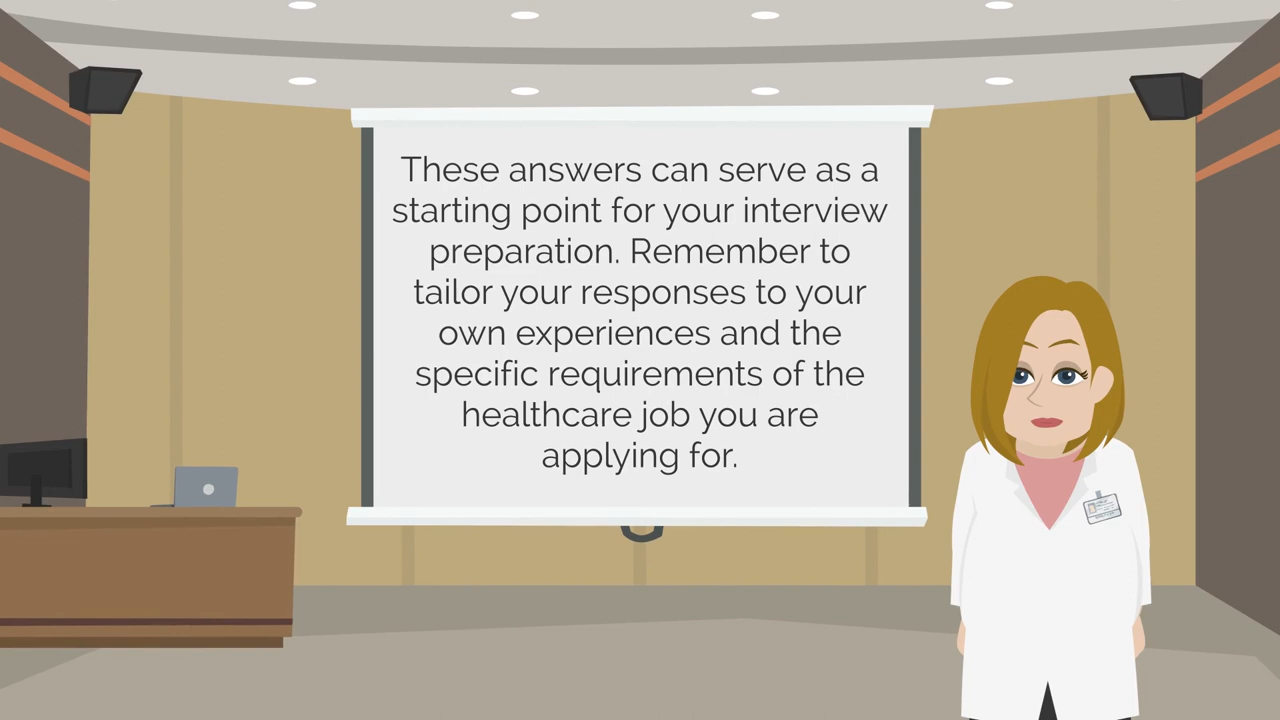 These answers can serve as a
starting point for your interview
preparation. Remember to
tailor your responses to your
own experiences and the
specific requirements of the
healthcare job you are
applying for.